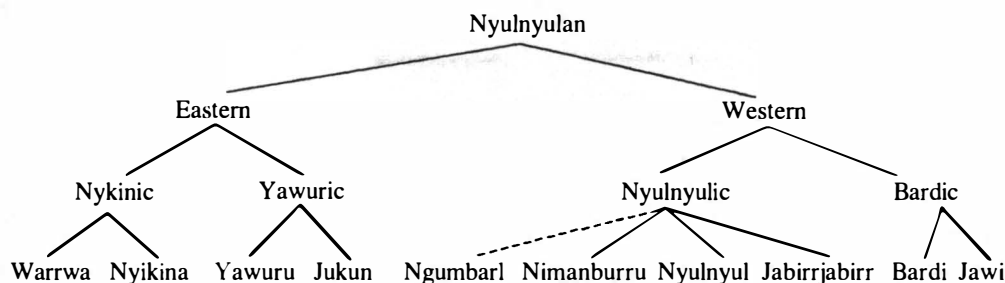 Nyulnyulan
Eastern Western
Nykinic Yawuric Nyulnyulic Bardic
Warrwa Nyikina Yawuru Jukun Ngumbarl Nimanburru Nyulnyul Jabirrjabirr Bardi Jawi